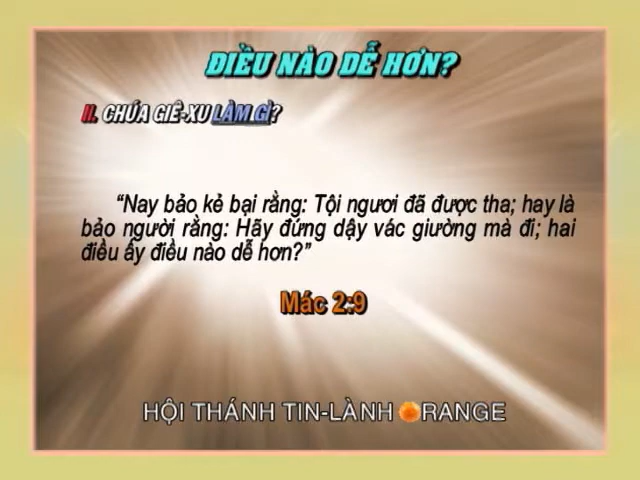 ĐIỀU NÀO DỄ HƠN?
II. CHÚA GIÊ-XU LÀM GÌ?
“Nay bảo kẻ bại rằng: Tội ngươi đã được tha; hay là
bảo người rằng: Hãy đứng dậy vác giường mà đi; hai
điều ấy điều nào dễ hơn?”
Mác 2:9
HỘI THÁNH TIN-LÀNH ORANGE